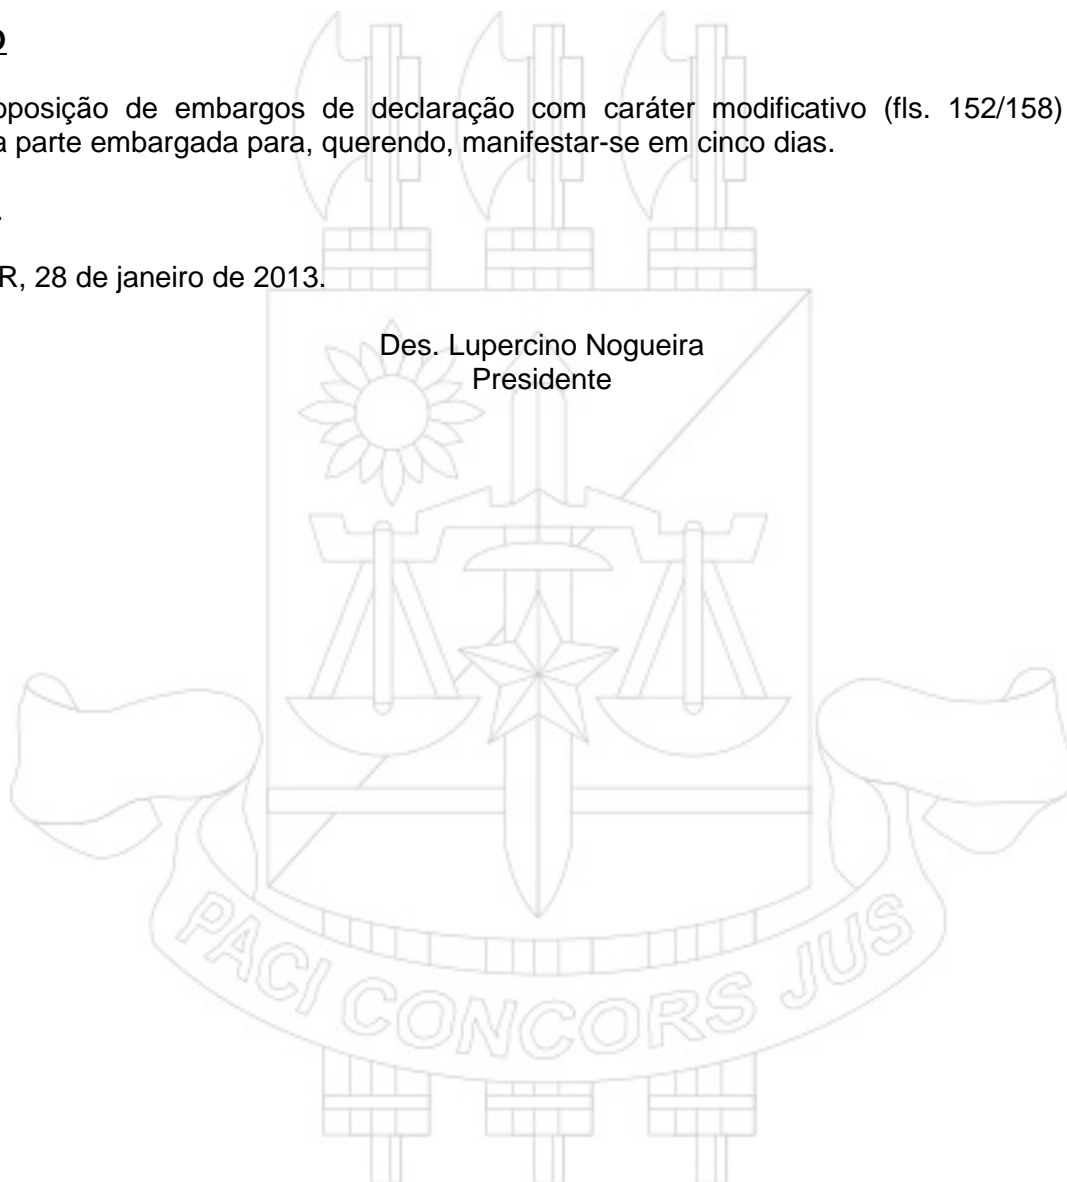 O
oposição de embargos de declaração com caráter modificativo (fls. 152/158)
a parte embargada para, querendo, manifestar-se em cinco dias.
.
R, 28 de janeiro de 2013.
Des. Lupercino Nogueira
Presidente
PACI CONCORS JUS